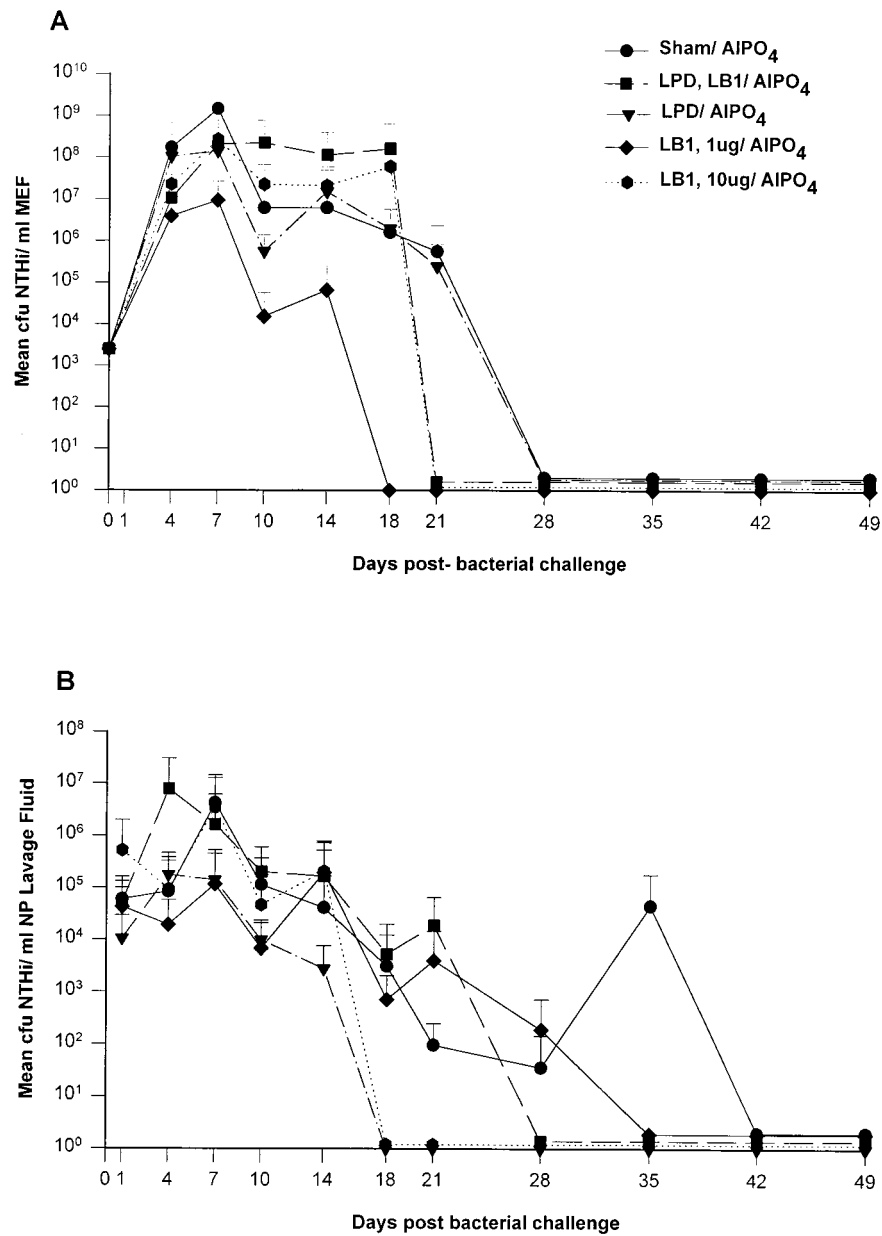 A
Sham/ AlPO4
LPD, LB1/ AlPO4
LPD/ AlPO4
LB1, 1ug/ AlPO4
LB1, 10ug/ AlPO4
Mean cfu NTHi/ ml MEF
10^10
10^9
10^8
10^7
10^6
10^5
10^4
10^3
10^2
10^1
10^0
0 1 4 7 10 14 18 21 28 35 42 49
Days post- bacterial challenge
B
Mean cfu NTHi/ ml NP Lavage Fluid
10^8
10^7
10^6
10^5
10^4
10^3
10^2
10^1
10^0
0 1 4 7 10 14 18 21 28 35 42 49
Days post bacterial challenge